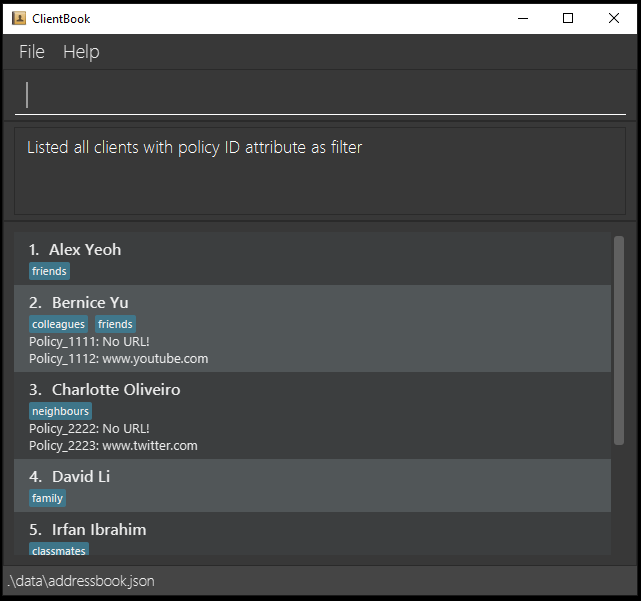 ClientBook
File Help
Listed all clients with policy ID attribute as filter
1. Alex Yeoh
friends
2. Bernice Yu
colleagues friends
Policy_1111: No URL!
Policy_1112: www.youtube.com
3. Charlotte Oliveiro
neighbours
Policy_2222: No URL!
Policy_2223: www.twitter.com
4. David Li
family
5. Irfan Ibrahim
classmates
.\data\addressbook.json